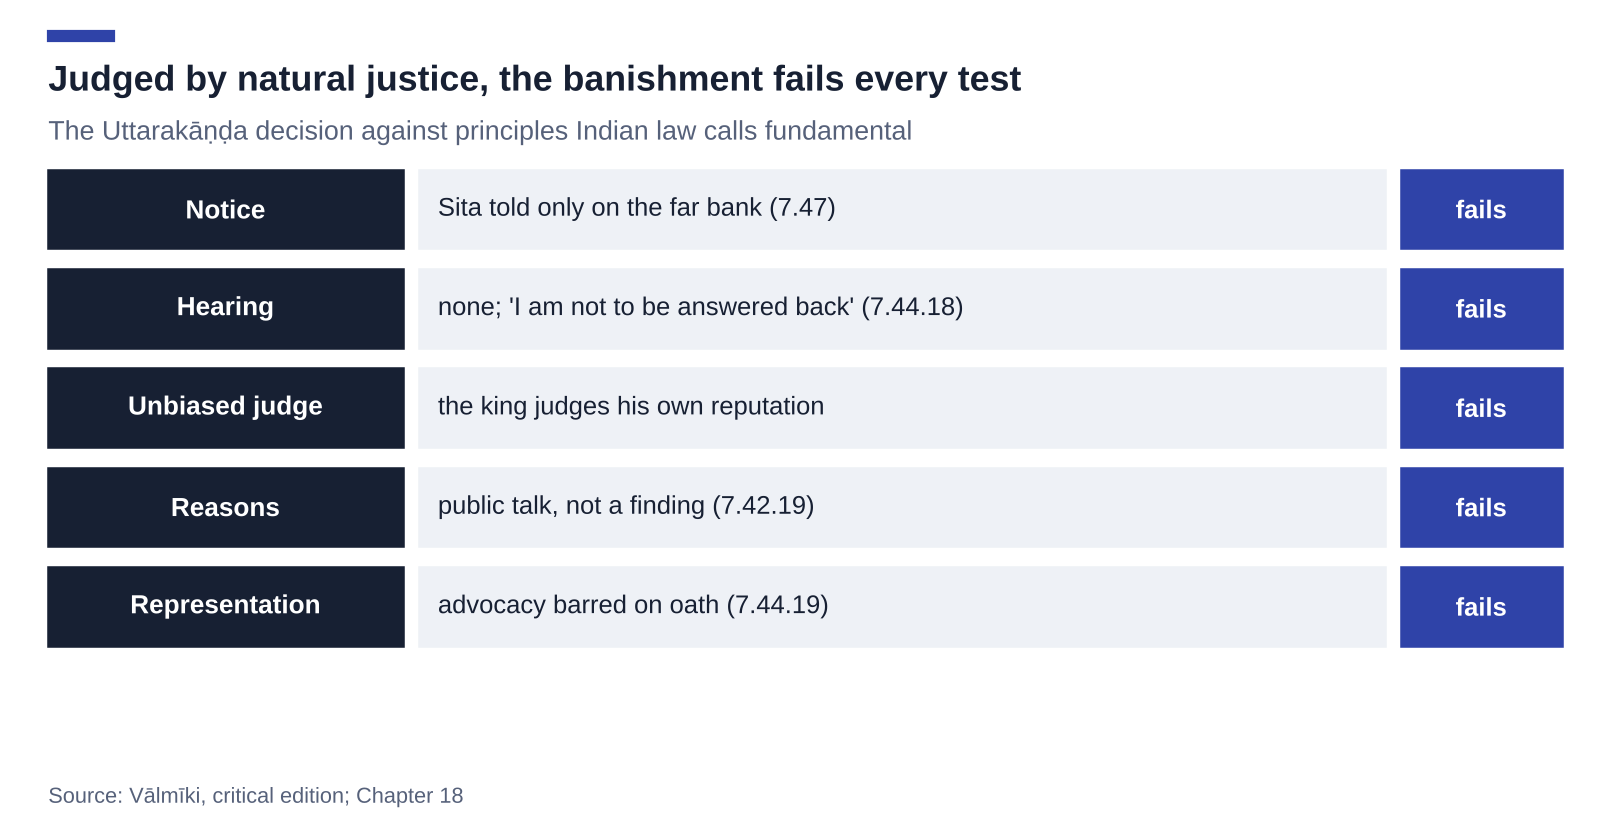 Judged by natural justice, the banishment fails every test
The Uttarakāṇḍa decision against principles Indian law calls fundamental
Notice
Sita told only on the far bank (7.47)
fails
Hearing
none; 'I am not to be answered back' (7.44.18)
fails
Unbiased judge
the king judges his own reputation
fails
Reasons
public talk, not a finding (7.42.19)
fails
Representation
advocacy barred on oath (7.44.19)
fails
Source: Vālmīki, critical edition; Chapter 18